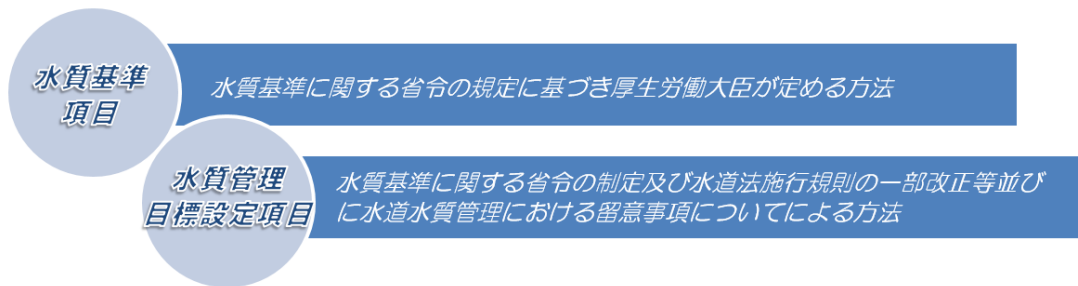 水質基準
項目
水質基準に関する省令の規定に基づき厚生労働大臣が定める方法
水質管理
目標設定項目
水質基準に関する省令の制定及び水道法施行規則の一部改正等並び
に水道水質管理における留意事項についてによる方法